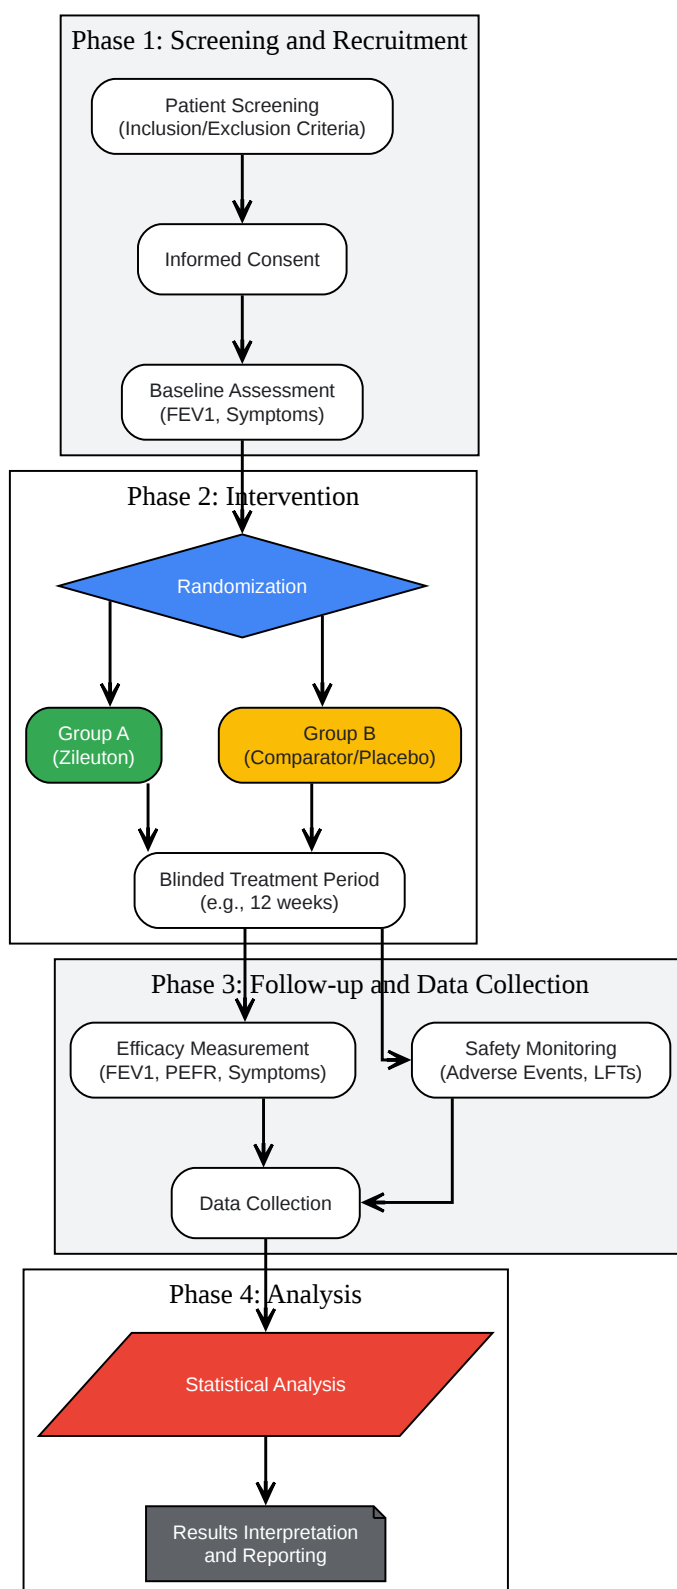 Phase 1: Screening and Recruitment
Patient Screening
(Inclusion/Exclusion Criteria)
Informed Consent
Baseline Assessment
(FEV1, Symptoms)
Phase 2: Intervention
Randomization
Group A
(Zileuton)
Group B
(Comparator/Placebo)
Blinded Treatment Period
(e.g., 12 weeks)
Phase 3: Follow-up and Data Collection
Efficacy Measurement
(FEV1, PEFR, Symptoms)
Safety Monitoring
(Adverse Events, LFTs)
Data Collection
Phase 4: Analysis
Statistical Analysis
Results Interpretation
and Reporting